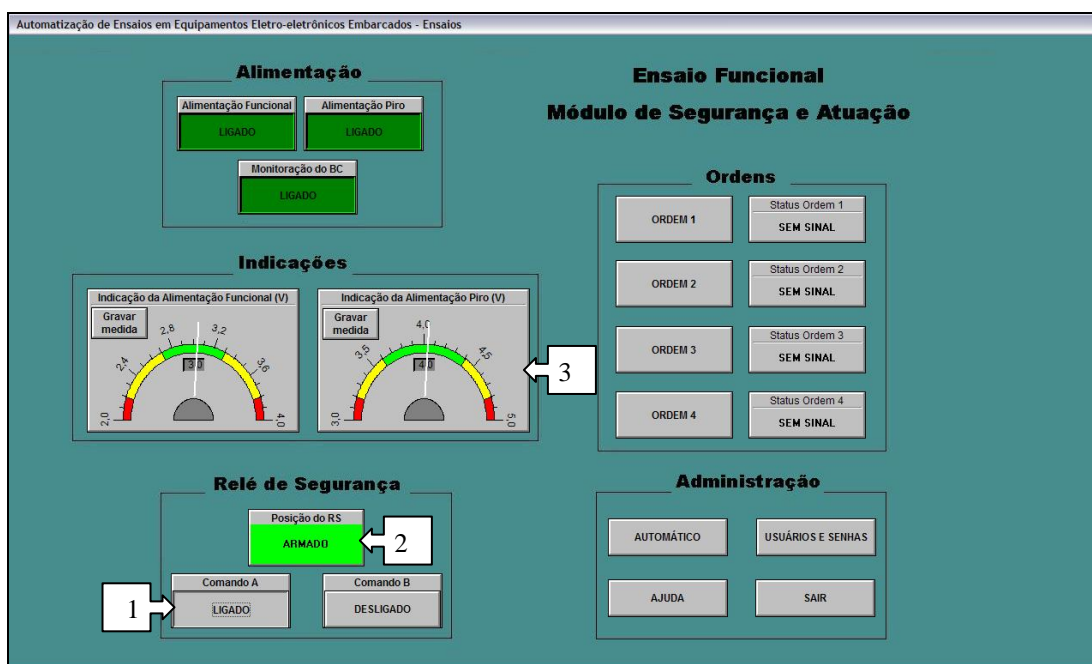 Automatização de Ensaios em Equipamentos Eletro-eletrônicos Embarcados - Ensaios
Alimentação
Alimentação Funcional
LIGADO
Alimentação Piro
LIGADO
Monitoração do BC
LIGADO
Ensaio Funcional
Módulo de Segurança e Atuação
Indicações
Indicação da Alimentação Funcional (V)
Gravar
medida
2,0
2,4
2,8
3,2
3,6
4,0
3,0
Indicação da Alimentação Piro (V)
Gravar
medida
3,0
3,5
4,0
4,5
5,0
4,0
3
Ordens
ORDEM 1
Status Ordem 1
SEM SINAL
ORDEM 2
Status Ordem 2
SEM SINAL
ORDEM 3
Status Ordem 3
SEM SINAL
ORDEM 4
Status Ordem 4
SEM SINAL
Relé de Segurança
Posição do RS
ARMADO
2
Comando A
LIGADO
1
Comando B
DESLIGADO
Administração
AUTOMÁTICO
USUÁRIOS E SENHAS
AJUDA
SAIR